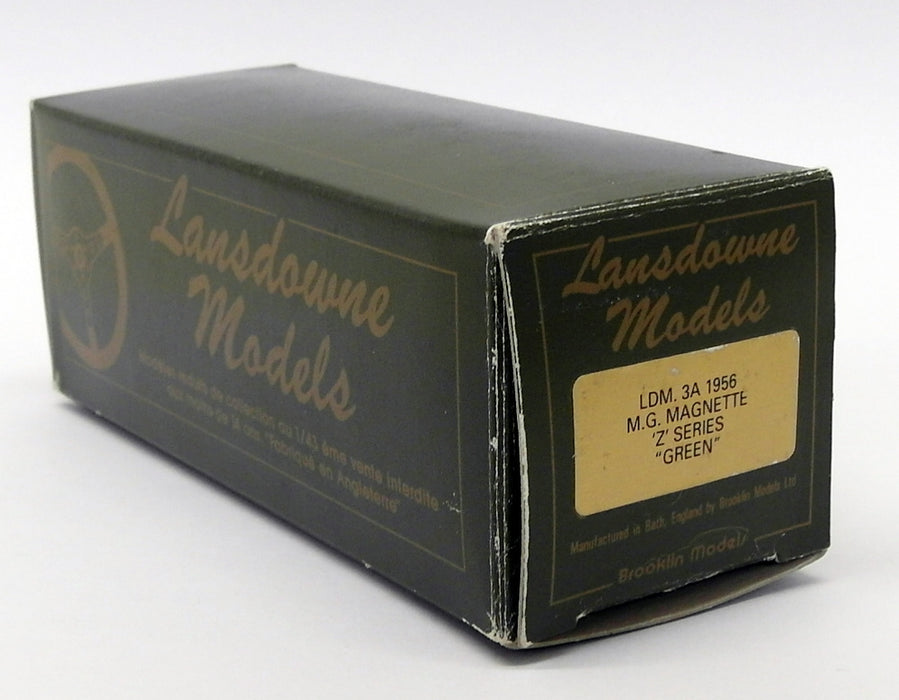 Lansdowne
Models
Modèles réduits de collection au 1/43 éme vente interdite
aux moins de 14 ans. "Fabriqué en Angleterre"
Lansdowne
Models
LDM. 3A 1956
M.G. MAGNETTE
'Z' SERIES
"GREEN"
Manufactured in Bath, England by Brooklin Models Ltd
Brooklin Models